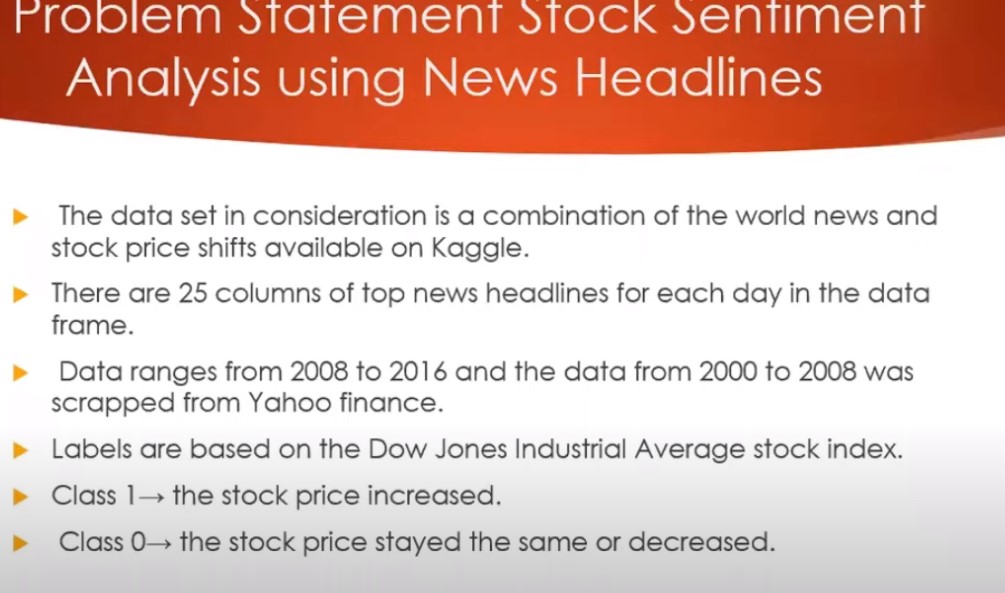 Problem Statement Stock Sentiment
Analysis using News Headlines
The data set in consideration is a combination of the world news and
stock price shifts available on Kaggle.
There are 25 columns of top news headlines for each day in the data
frame.
Data ranges from 2008 to 2016 and the data from 2000 to 2008 was
scrapped from Yahoo finance.
Labels are based on the Dow Jones Industrial Average stock index.
Class 1→ the stock price increased.
Class 0→ the stock price stayed the same or decreased.